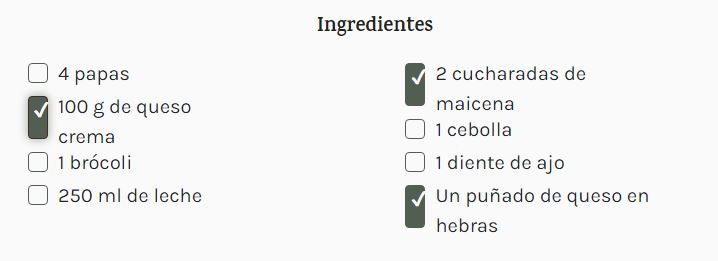 Ingredientes
4 papas
100 g de queso
crema
1 brócoli
250 ml de leche
2 cucharadas de
maicena
1 cebolla
1 diente de ajo
Un puñado de queso en
hebras